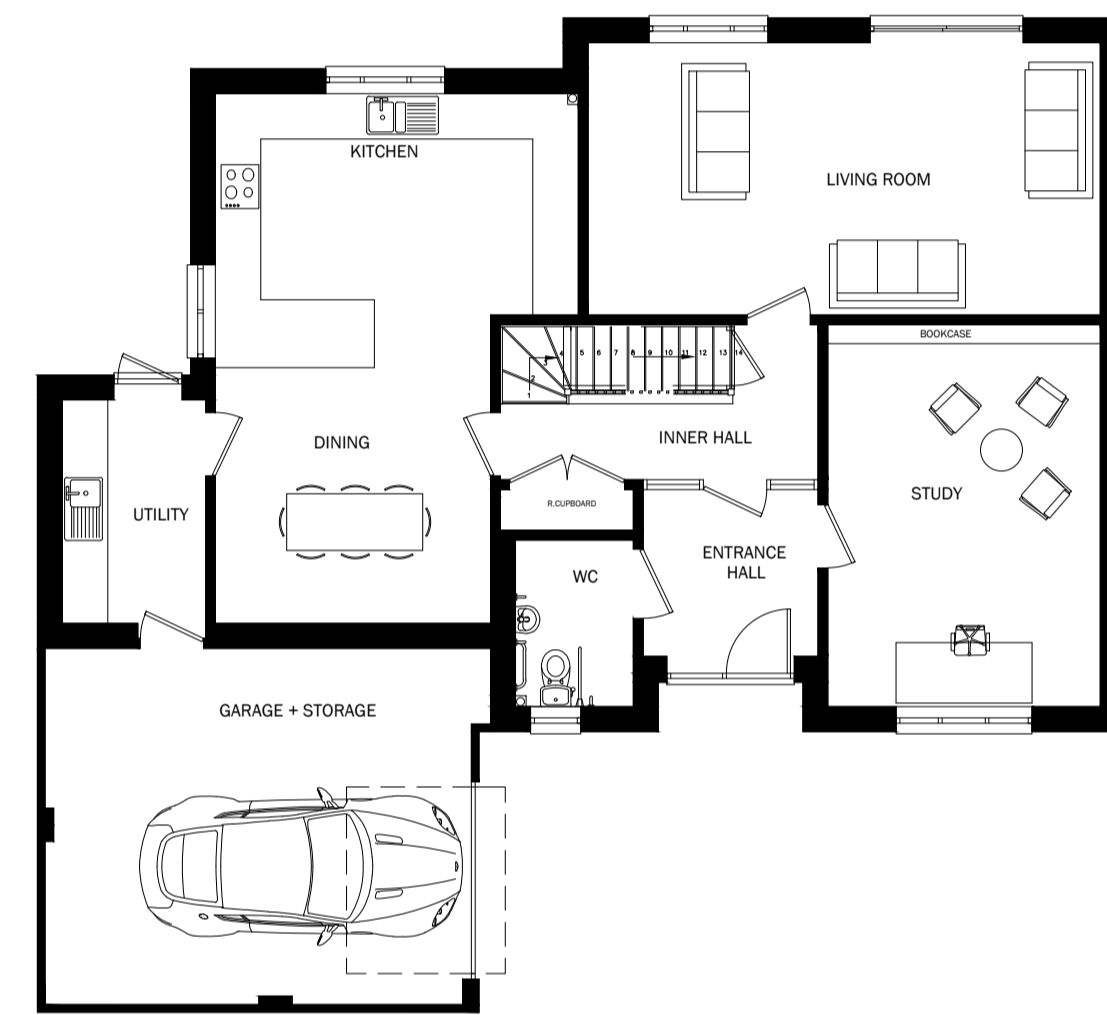 KITCHEN
LIVING ROOM
BOOKCASE
1
2
3
4
5
6
7
8
9
10
11
12
13
14
INNER HALL
DINING
STUDY
R.CUPBOARD
UTILITY
ENTRANCE
HALL
WC
GARAGE + STORAGE